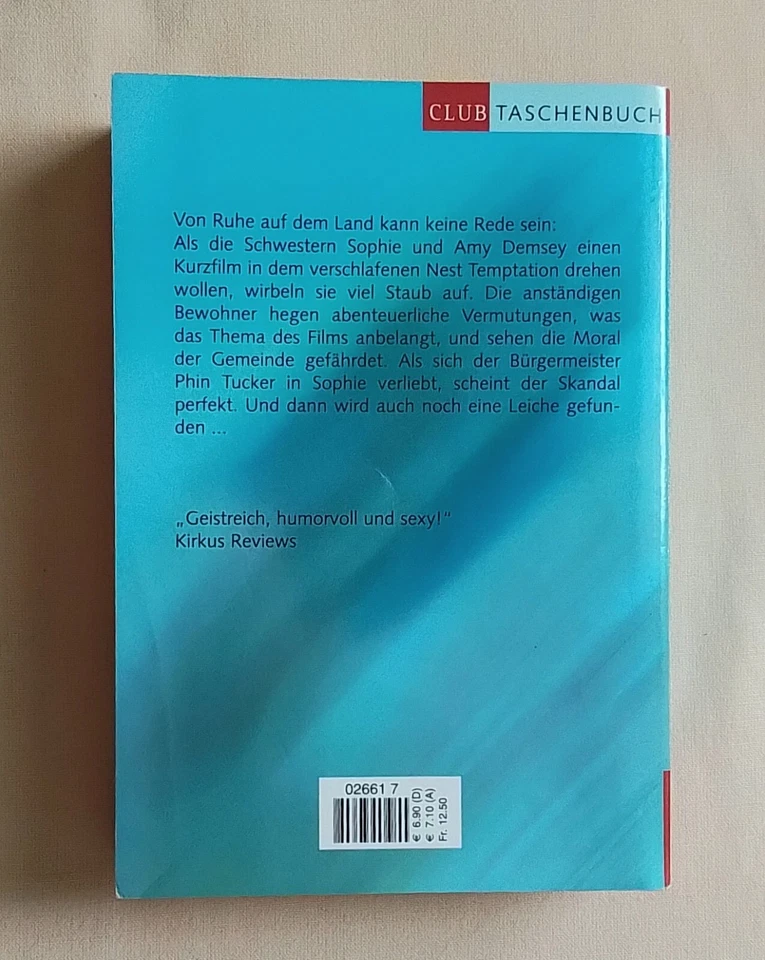 CLUB TASCHENBUCH
Von Ruhe auf dem Land kann keine Rede sein:
Als die Schwestern Sophie und Amy Demsey einen
Kurzfilm in dem verschlafenen Nest Temptation drehen
wollen, wirbeln sie viel Staub auf. Die anständigen
Bewohner hegen abenteuerliche Vermutungen, was
das Thema des Films anbelangt, und sehen die Moral
der Gemeinde gefährdet. Als sich der Bürgermeister
Phin Tucker in Sophie verliebt, scheint der Skandal
perfekt. Und dann wird auch noch eine Leiche gefun-
den ...
„Geistreich, humorvoll und sexy!"
Kirkus Reviews
02661 7
€ 6.90 (D)
€ 7.10 (A)
Fr. 12.50